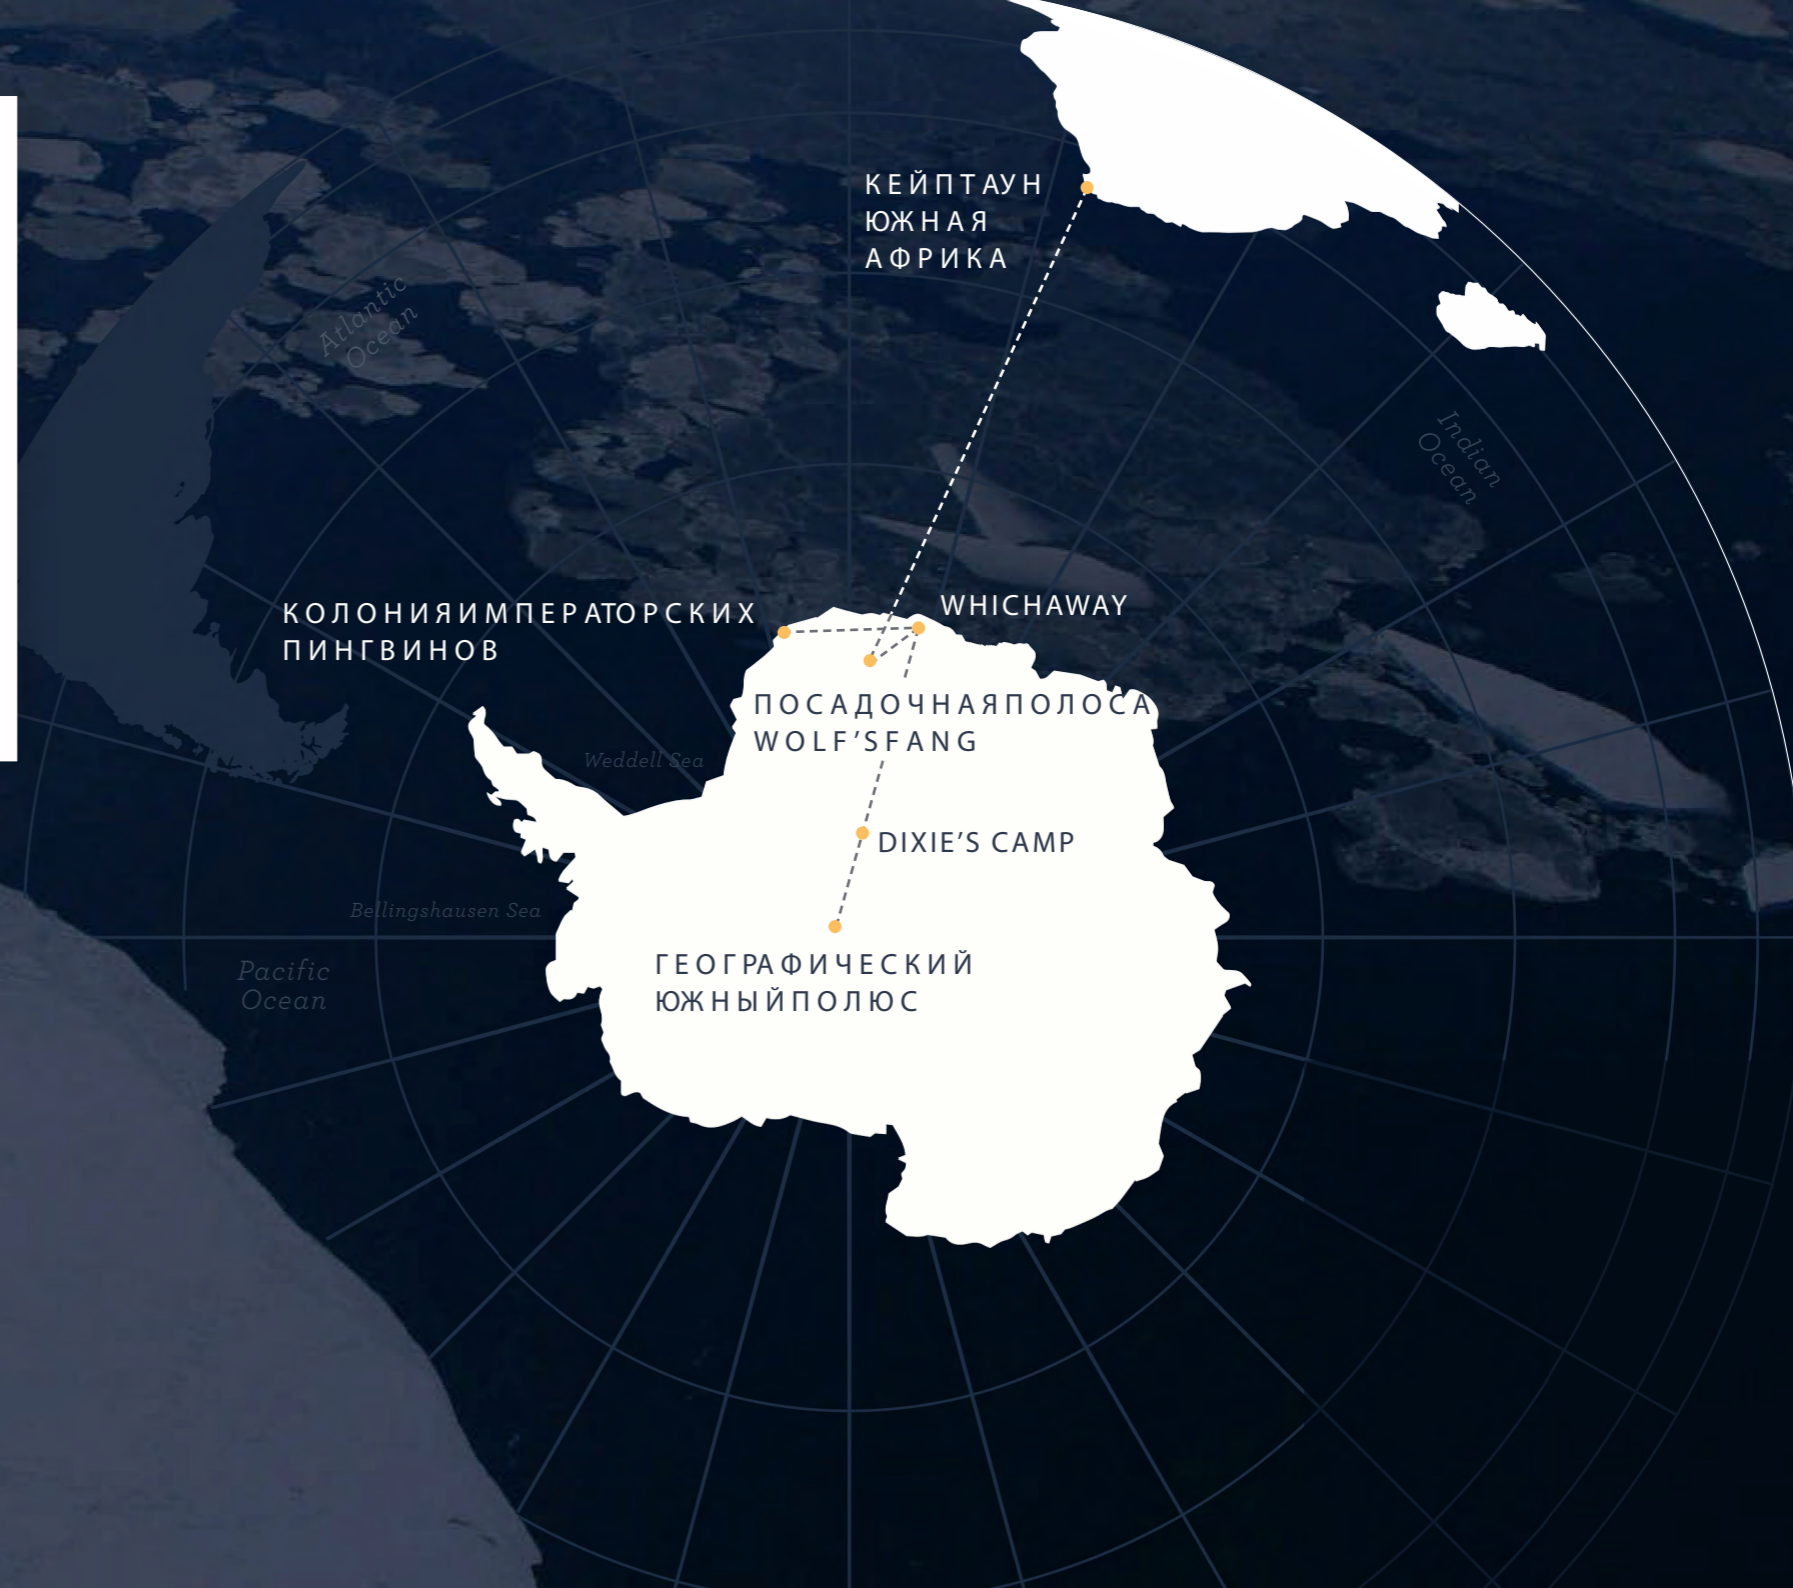 КЕЙПТАУН
ЮЖНАЯ
АФРИКА
Atlantic
Ocean
Indian
Ocean
КОЛОНИЯИМПЕРАТОРСКИХ
ПИНГВИНОВ
WHICHAWAY
ПОСАДОЧНАЯПОЛОСА
WOLF’SFANG
Weddell Sea
DIXIE’S CAMP
Bellingshausen Sea
Pacific
Ocean
ГЕОГРАФИЧЕСКИЙ
ЮЖНЫЙПОЛЮС